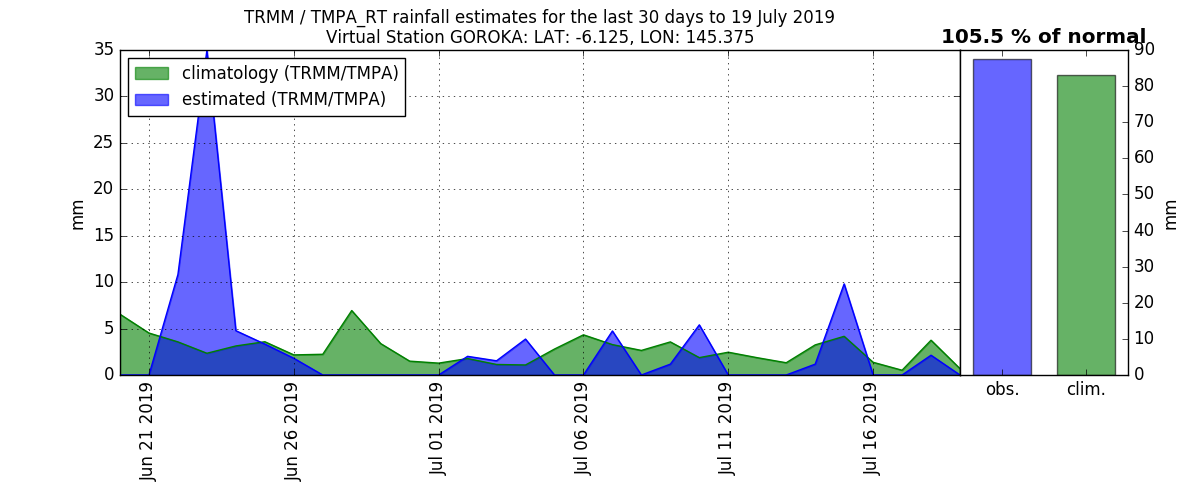 TRMM / TMPA_RT rainfall estimates for the last 30 days to 19 July 2019
Virtual Station GOROKA: LAT: -6.125, LON: 145.375
105.5 % of normal
climatology (TRMM/TMPA)
estimated (TRMM/TMPA)
35
30
25
20
15
10
5
0
mm
Jun 21 2019
Jun 26 2019
Jul 01 2019
Jul 06 2019
Jul 11 2019
Jul 16 2019
obs.
clim.
90
80
70
60
50
40
30
20
10
0
mm